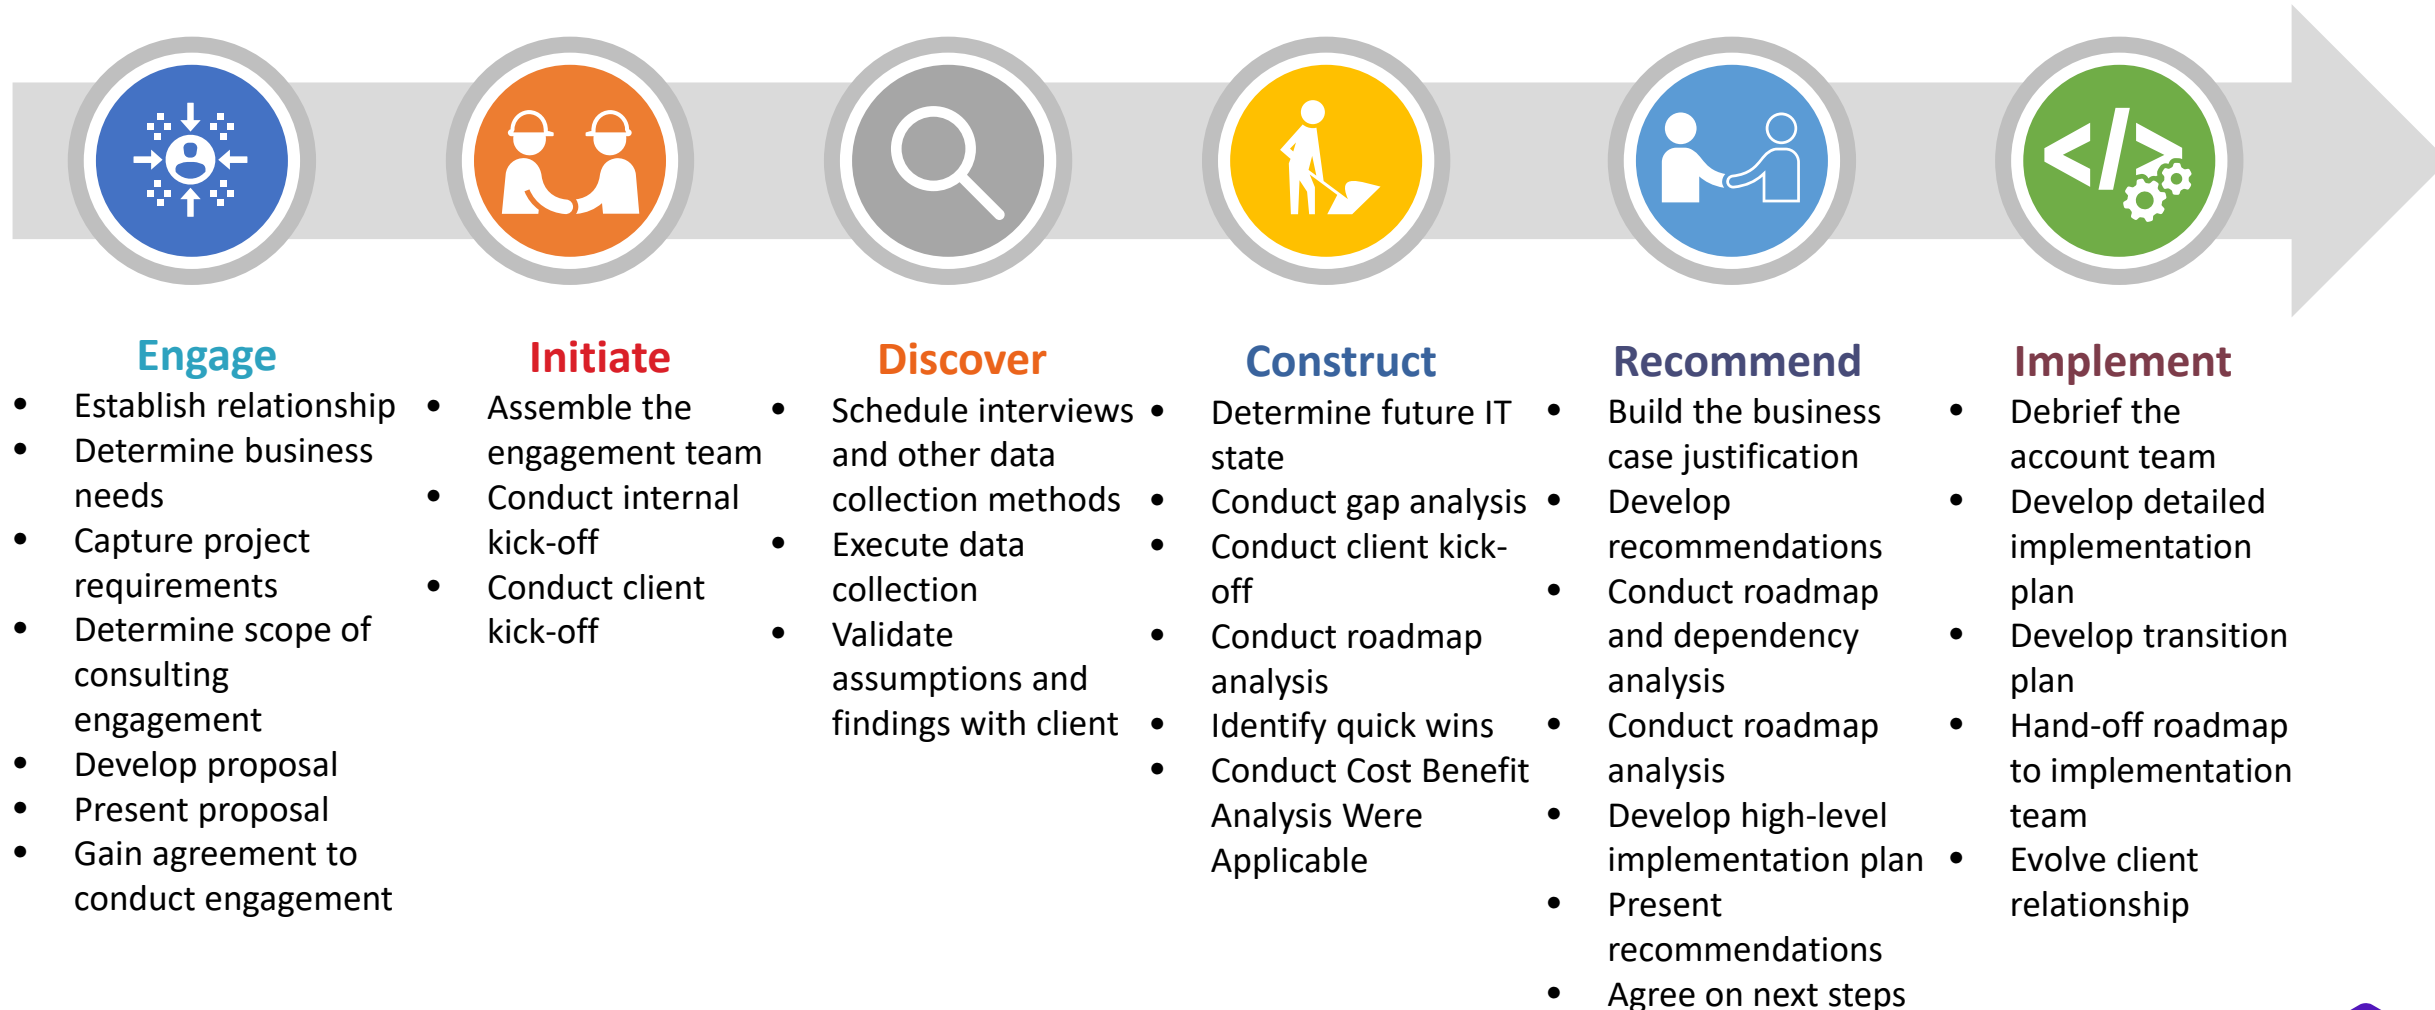 Engage
• Establish relationship
• Determine business
needs
• Capture project
requirements
• Determine scope of
consulting
engagement
• Develop proposal
• Present proposal
• Gain agreement to
conduct engagement
Initiate
• Assemble the
engagement team
• Conduct internal
kick-off
• Conduct client
kick-off
Discover
• Schedule interviews
and other data
collection methods
• Execute data
collection
• Validate
assumptions and
findings with client
Construct
• Determine future IT
state
• Conduct gap analysis
• Conduct client kick-
off
• Conduct roadmap
analysis
• Identify quick wins
• Conduct Cost Benefit
Analysis Were
Applicable
Recommend
• Build the business
case justification
• Develop
recommendations
• Conduct roadmap
and dependency
analysis
• Conduct roadmap
analysis
• Develop high-level
implementation plan
• Present
recommendations
• Agree on next steps
Implement
• Debrief the
account team
• Develop detailed
implementation
plan
• Develop transition
plan
• Hand-off roadmap
to implementation
team
• Evolve client
relationship